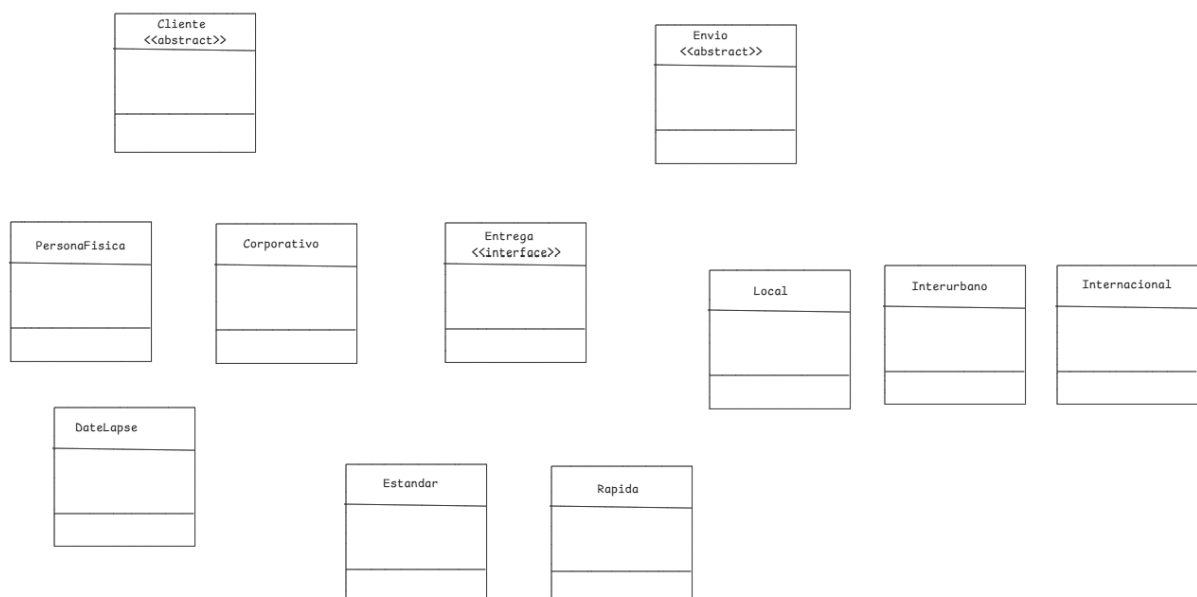 Cliente
<<abstract>>
Envio
<<abstract>>
PersonaFisica
Corporativo
Entrega
<<interface>>
Local
Interurbano
Internacional
DateLapse
Estandar
Rapida